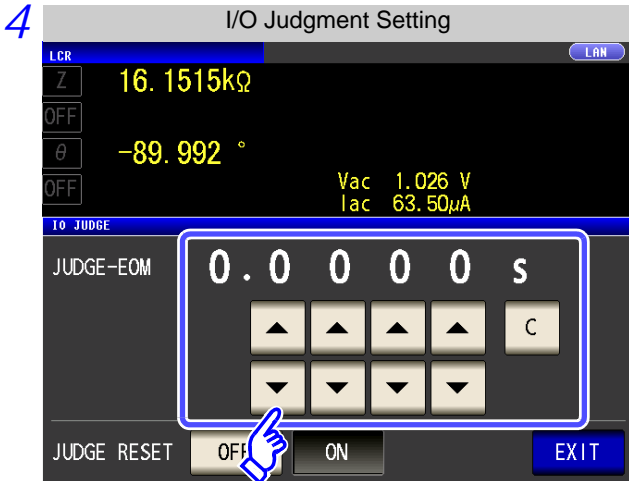 4
I/O Judgment Setting
LCR
LAN
Z 16.1515kΩ
OFF
θ -89.992 °
OFF
Vac 1.026 V
Iac 63.50μA
IO JUDGE
JUDGE-EOM 0.0000 s
C
JUDGE RESET OFF ON EXIT